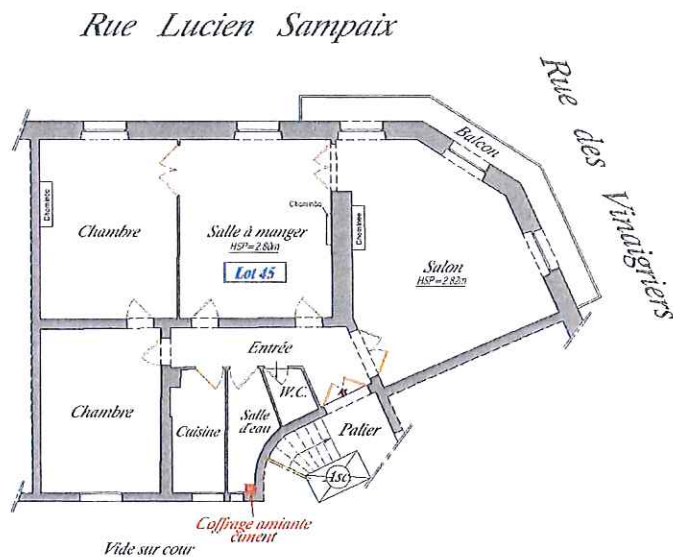 Rue Lucien Sampaix
Rue des Vinaigriers
Balcon
Cheminée
Chambre
Salle à manger
HSP=2.80m
Lot 45
Cheminée
Cheminée
Salon
HSP=2.82m
Entrée
Chambre
Cuisine
Salle
d'eau
W.C.
Palier
Asc
Coffrage amiante
ciment
Vide sur cour